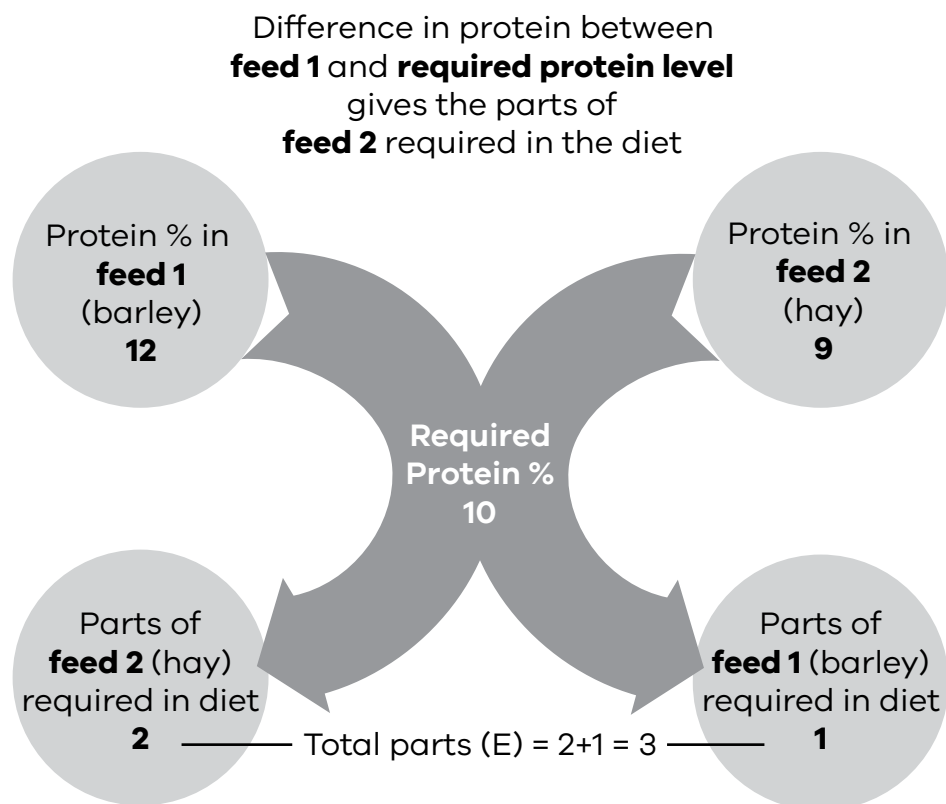 Difference in protein between
feed 1 and required protein level
gives the parts of
feed 2 required in the diet
Protein % in
feed 1
(barley)
12
Protein % in
feed 2
(hay)
9
Required
Protein %
10
Parts of
feed 2 (hay)
required in diet
2
Parts of
feed 1 (barley)
required in diet
1
Total parts (E) = 2+1 = 3